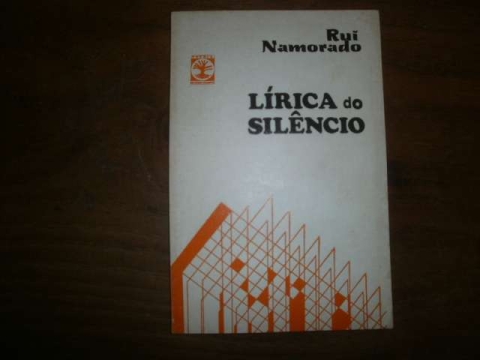 Rui
Namorado
LÍRICA do
SILÊNCIO